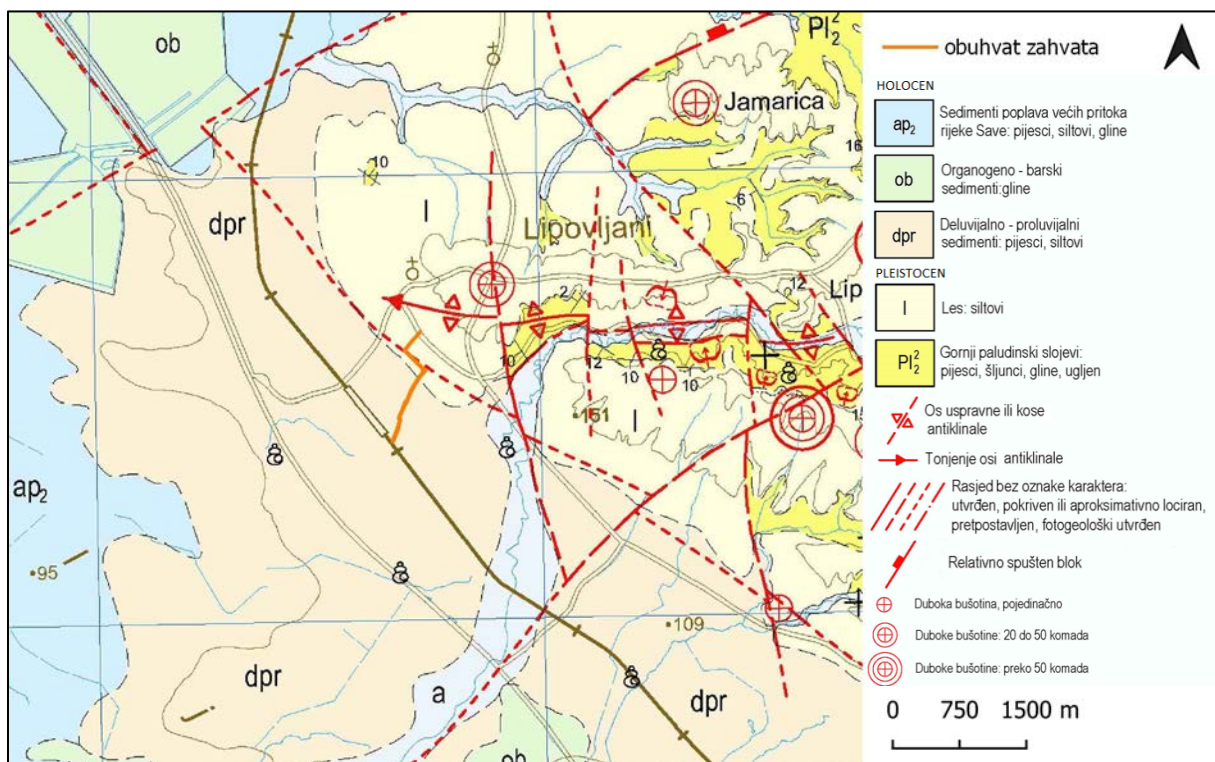 ob
Pl₂²
Jamarica
10
16
6
dpr
l
Lipovljani
12
Lip
2
10
12
10
10
151
l
15
ap₂
95
109
dpr
a
dpr
ob
obuhvat zahvata
HOLOCEN
ap₂
Sedimenti poplava većih pritoka
rijeke Save: pijesci, siltovi, gline
ob
Organogeno - barski
sedimenti:gline
dpr
Deluvijalno - proluvijalni
sedimenti: pijesci, siltovi
PLEISTOCEN
l
Les: siltovi
Pl₂²
Gornji paludinski slojevi:
pijesci, šljunci, gline, ugljen
Os uspravne ili kose
antiklinale
Tonjenje osi antiklinale
Rasjed bez oznake karaktera:
utvrđen, pokriven ili aproksimativno lociran,
pretpostavljen, fotogeološki utvrđen
Relativno spušten blok
Duboka bušotina, pojedinačno
Duboke bušotine: 20 do 50 komada
Duboke bušotine: preko 50 komada
0 750 1500 m